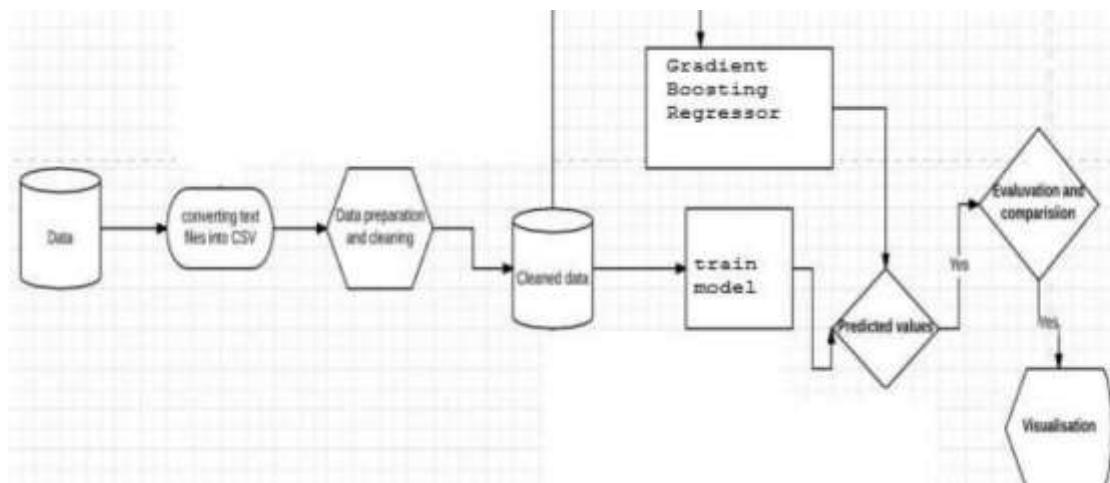 Gradient
Boosting
Regressor
Data
converting text
files into CSV
Data preparation
and cleaning
Cleaned data
train
model
Predicted values
Yes
Evaluvation and
comparisiion
Yes
Visualisation